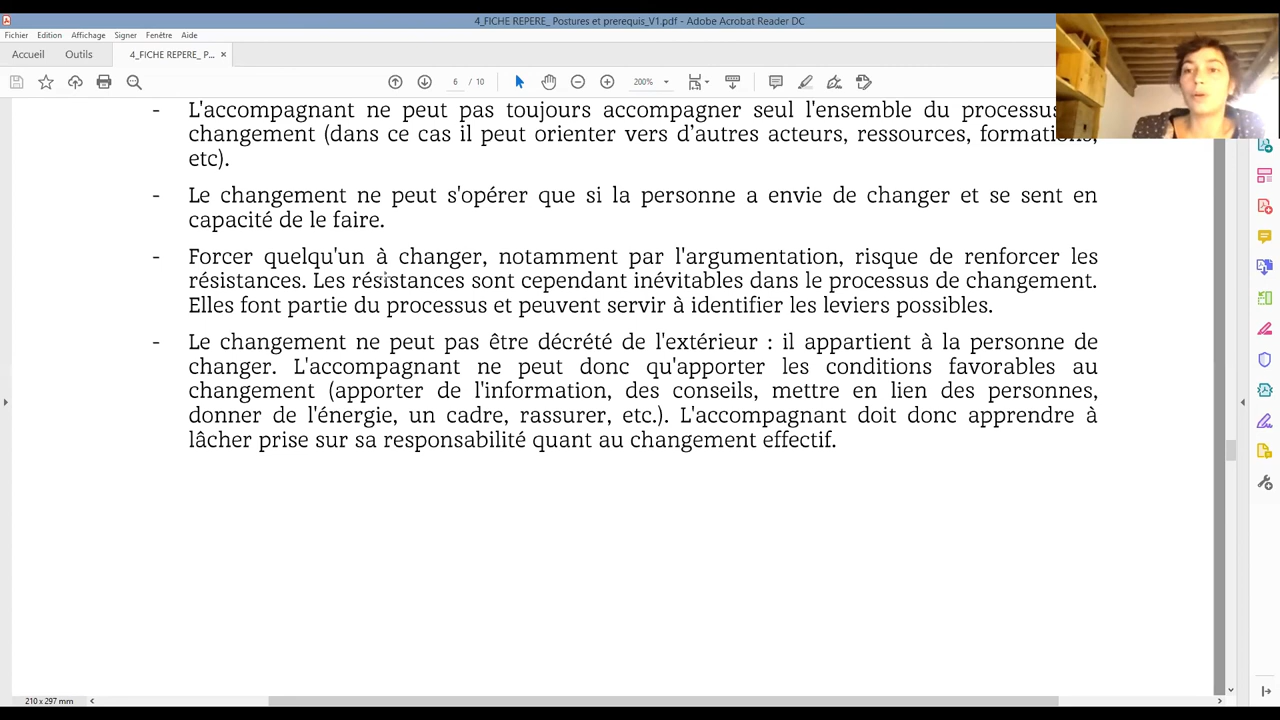 4_FICHE REPERE_ Postures et prerequis_V1.pdf - Adobe Acrobat Reader DC
Fichier Edition Affichage Signer Fenêtre Aide
Accueil Outils 4_FICHE REPERE_ P... ×
6 / 10 200%
- L'accompagnant ne peut pas toujours accompagner seul l'ensemble du processus
changement (dans ce cas il peut orienter vers d’autres acteurs, ressources, formations,
etc).
- Le changement ne peut s'opérer que si la personne a envie de changer et se sent en
capacité de le faire.
- Forcer quelqu'un à changer, notamment par l'argumentation, risque de renforcer les
résistances. Les résistances sont cependant inévitables dans le processus de changement.
Elles font partie du processus et peuvent servir à identifier les leviers possibles.
- Le changement ne peut pas être décrété de l'extérieur : il appartient à la personne de
changer. L'accompagnant ne peut donc qu'apporter les conditions favorables au
changement (apporter de l'information, des conseils, mettre en lien des personnes,
donner de l'énergie, un cadre, rassurer, etc.). L'accompagnant doit donc apprendre à
lâcher prise sur sa responsabilité quant au changement effectif.
210 x 297 mm